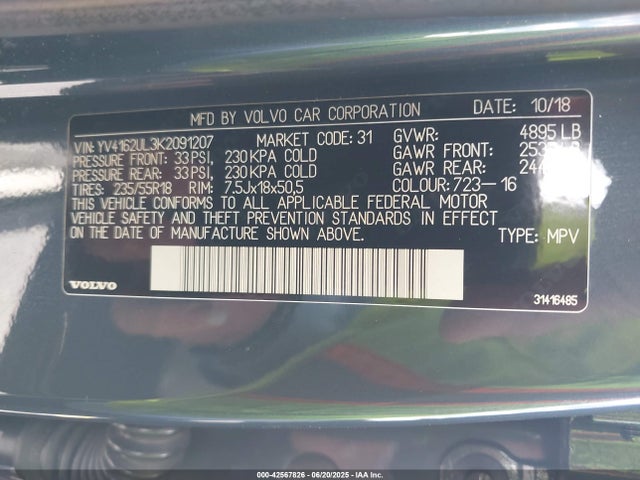 MFD BY VOLVO CAR CORPORATION DATE: 10/18
VIN: YV4162UL3K2091207 MARKET CODE: 31 GVWR: 4895 LB
PRESSURE FRONT: 33 PSI, 230 KPA COLD GAWR FRONT:
PRESSURE REAR: 33 PSI, 230 KPA COLD GAWR REAR:
TIRES: 235/55R18 RIM: 7.5Jx18x50,5 COLOUR: 723–16
THIS VEHICLE CONFORMS TO ALL APPLICABLE FEDERAL MOTOR
VEHICLE SAFETY AND THEFT PREVENTION STANDARDS IN EFFECT
ON THE DATE OF MANUFACTURE SHOWN ABOVE. TYPE: MPV
VOLVO 31416485
000-42567826 - 06/20/2025 - IAA Inc.